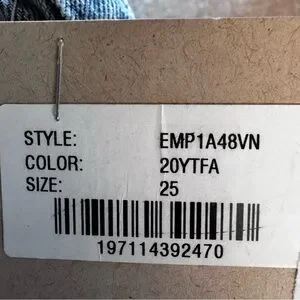 STYLE: EMP1A48VN
COLOR: 20YTFA
SIZE: 25
197114392470